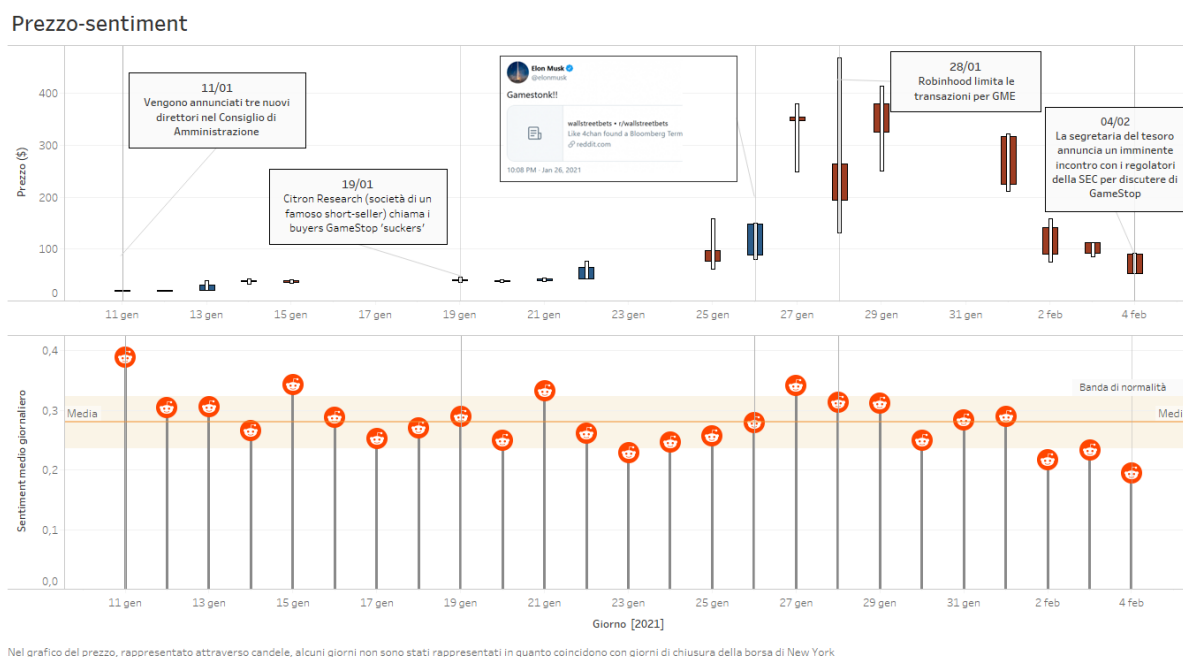 Prezzo-sentiment
11/01
Vengono annunciati tre nuovi
direttori nel Consiglio di
Amministrazione
19/01
Citron Research (società di un
famoso short-seller) chiama i
buyers GameStop 'suckers'
Elon Musk
@elonmusk
Gamestonk!!
wallstreetbets • r/wallstreetbets
Like 4chan found a Bloomberg Term
reddit.com
10:08 PM · Jan 26, 2021
28/01
Robinhood limita le
transazioni per GME
04/02
La segretaria del tesoro
annuncia un imminente
incontro con i regolatori
della SEC per discutere di
GameStop
Prezzo ($)
400
300
200
100
0
11 gen
13 gen
15 gen
17 gen
19 gen
21 gen
23 gen
25 gen
27 gen
29 gen
31 gen
2 feb
4 feb
Sentiment medio giornaliero
0,4
0,3
0,2
0,1
0,0
Media
Banda di normalità
Medi
11 gen
13 gen
15 gen
17 gen
19 gen
21 gen
23 gen
25 gen
27 gen
29 gen
31 gen
2 feb
4 feb
Giorno [2021]
Nel grafico del prezzo, rappresentato attraverso candele, alcuni giorni non sono stati rappresentati in quanto coincidono con giorni di chiusura della borsa di New York